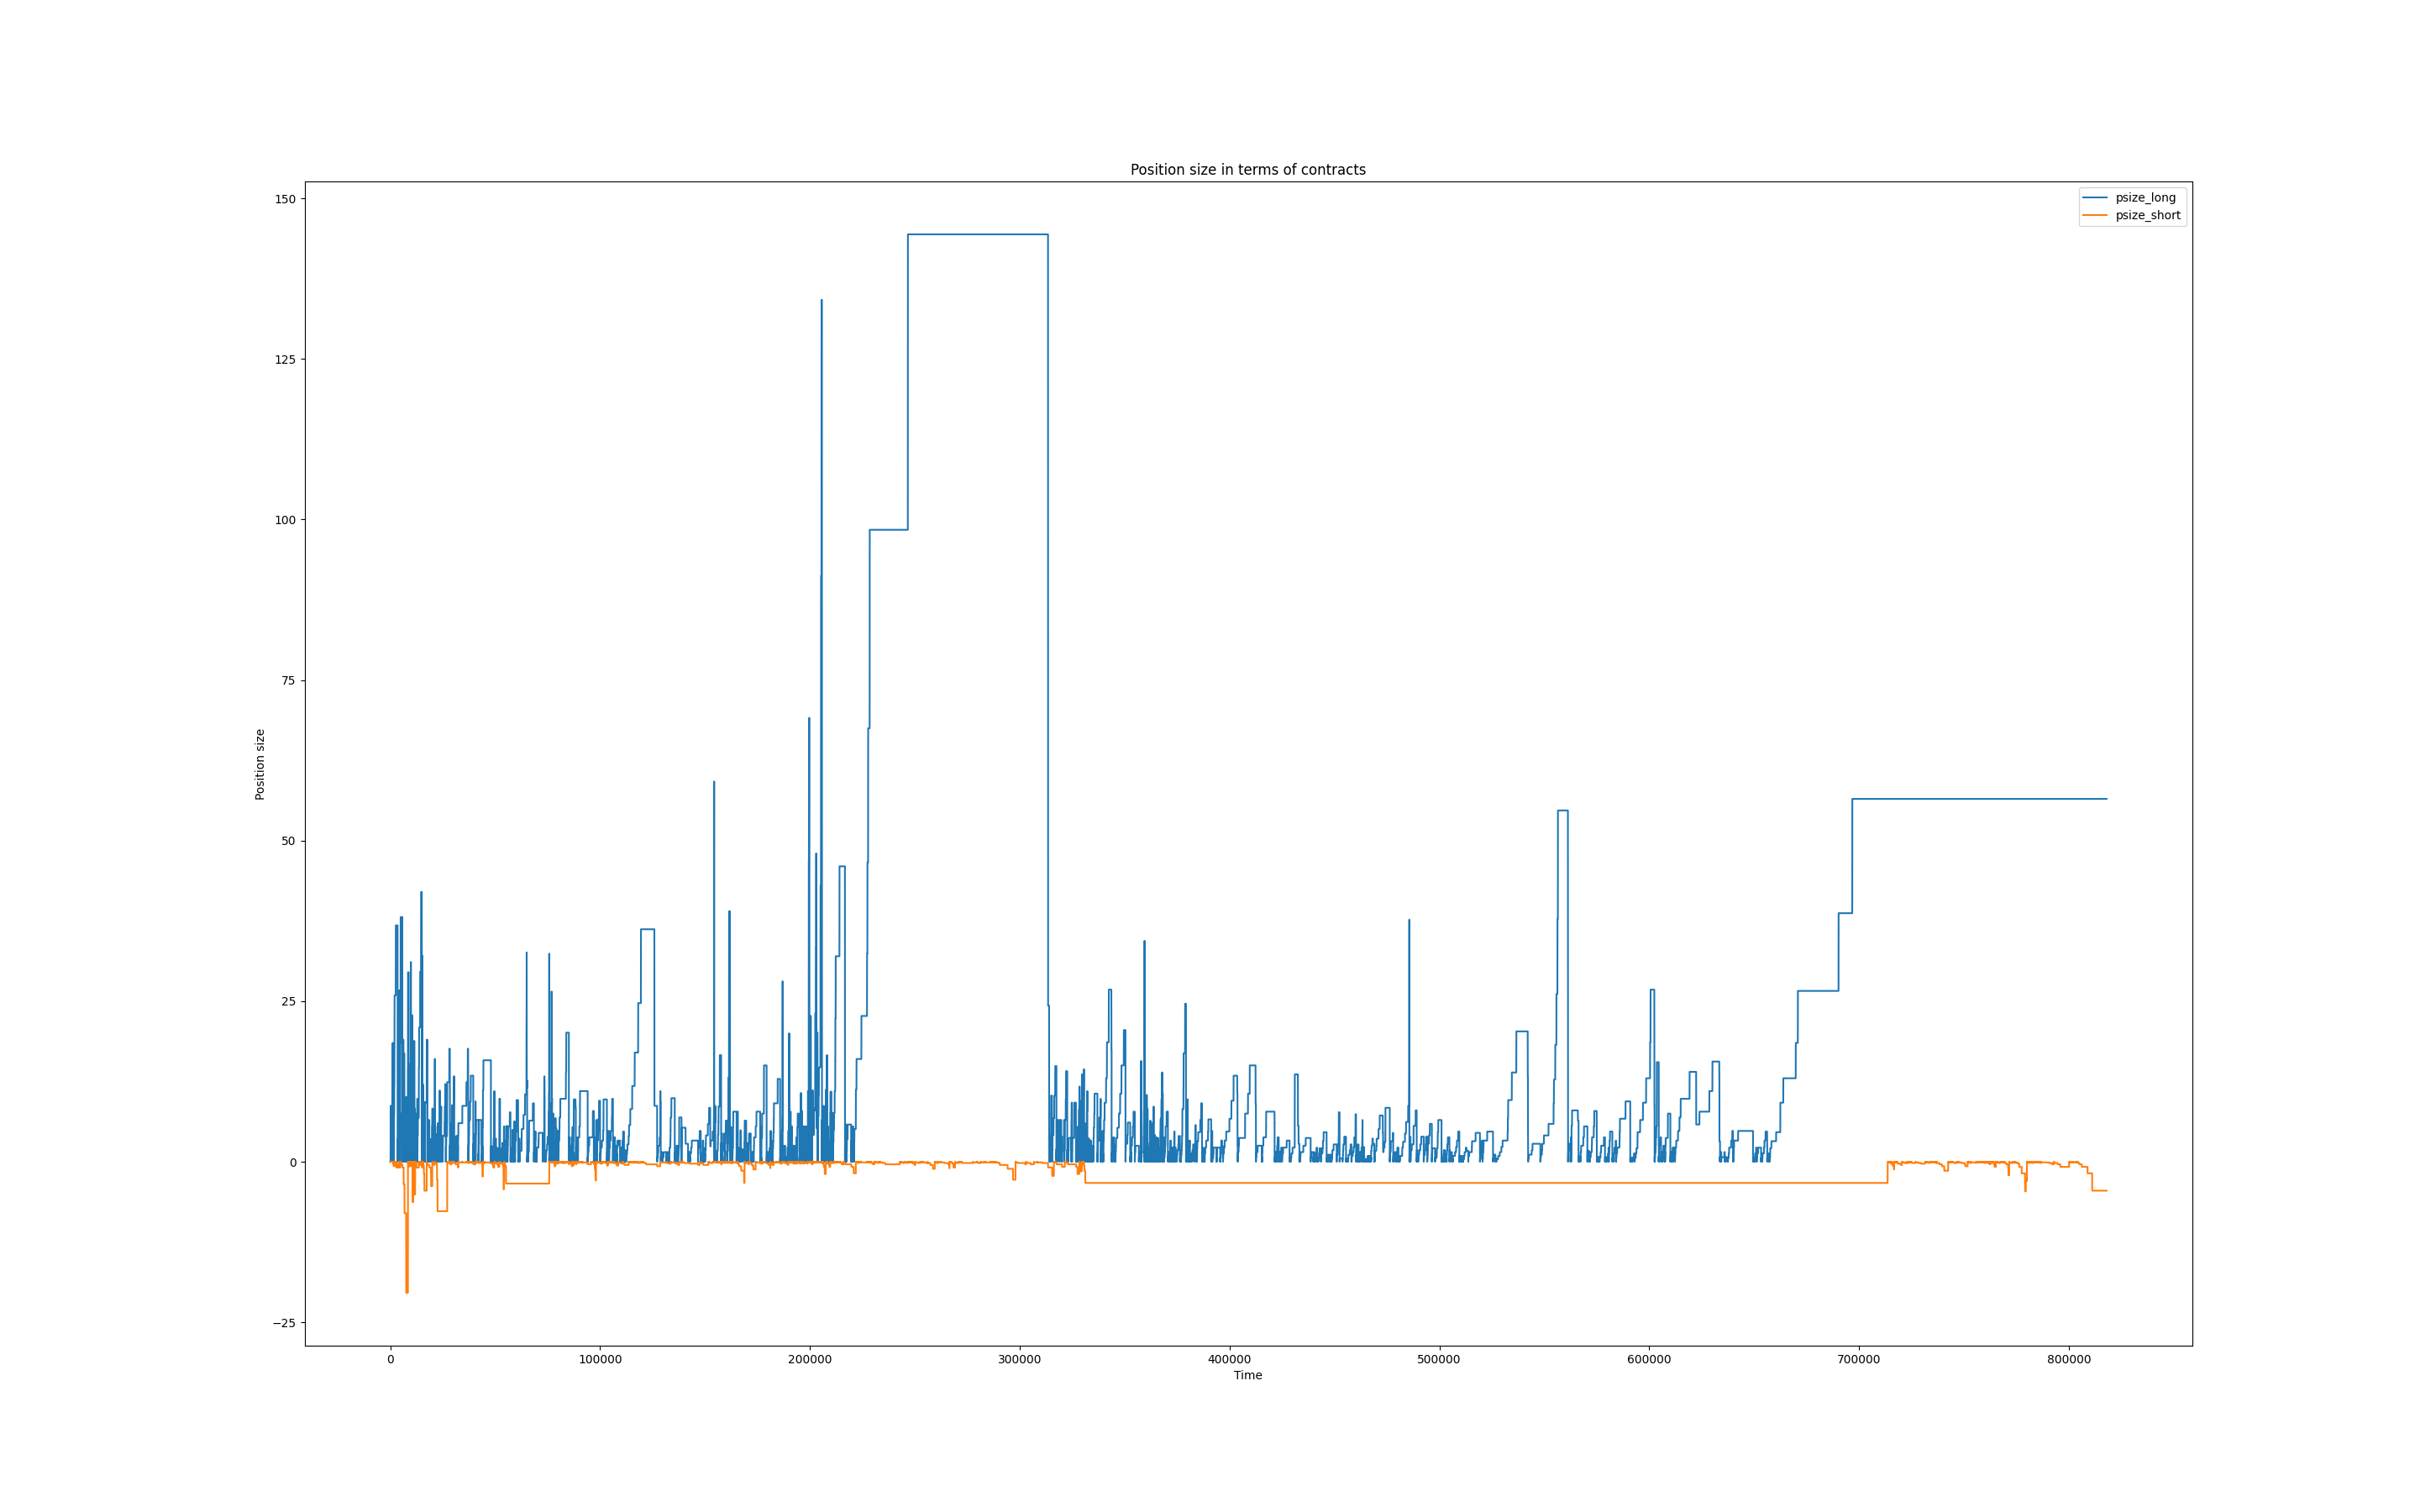 Position size in terms of contracts
psize_long
psize_short
150
125
100
75
50
25
0
−25
Position size
0 100000 200000 300000 400000 500000 600000 700000 800000
Time